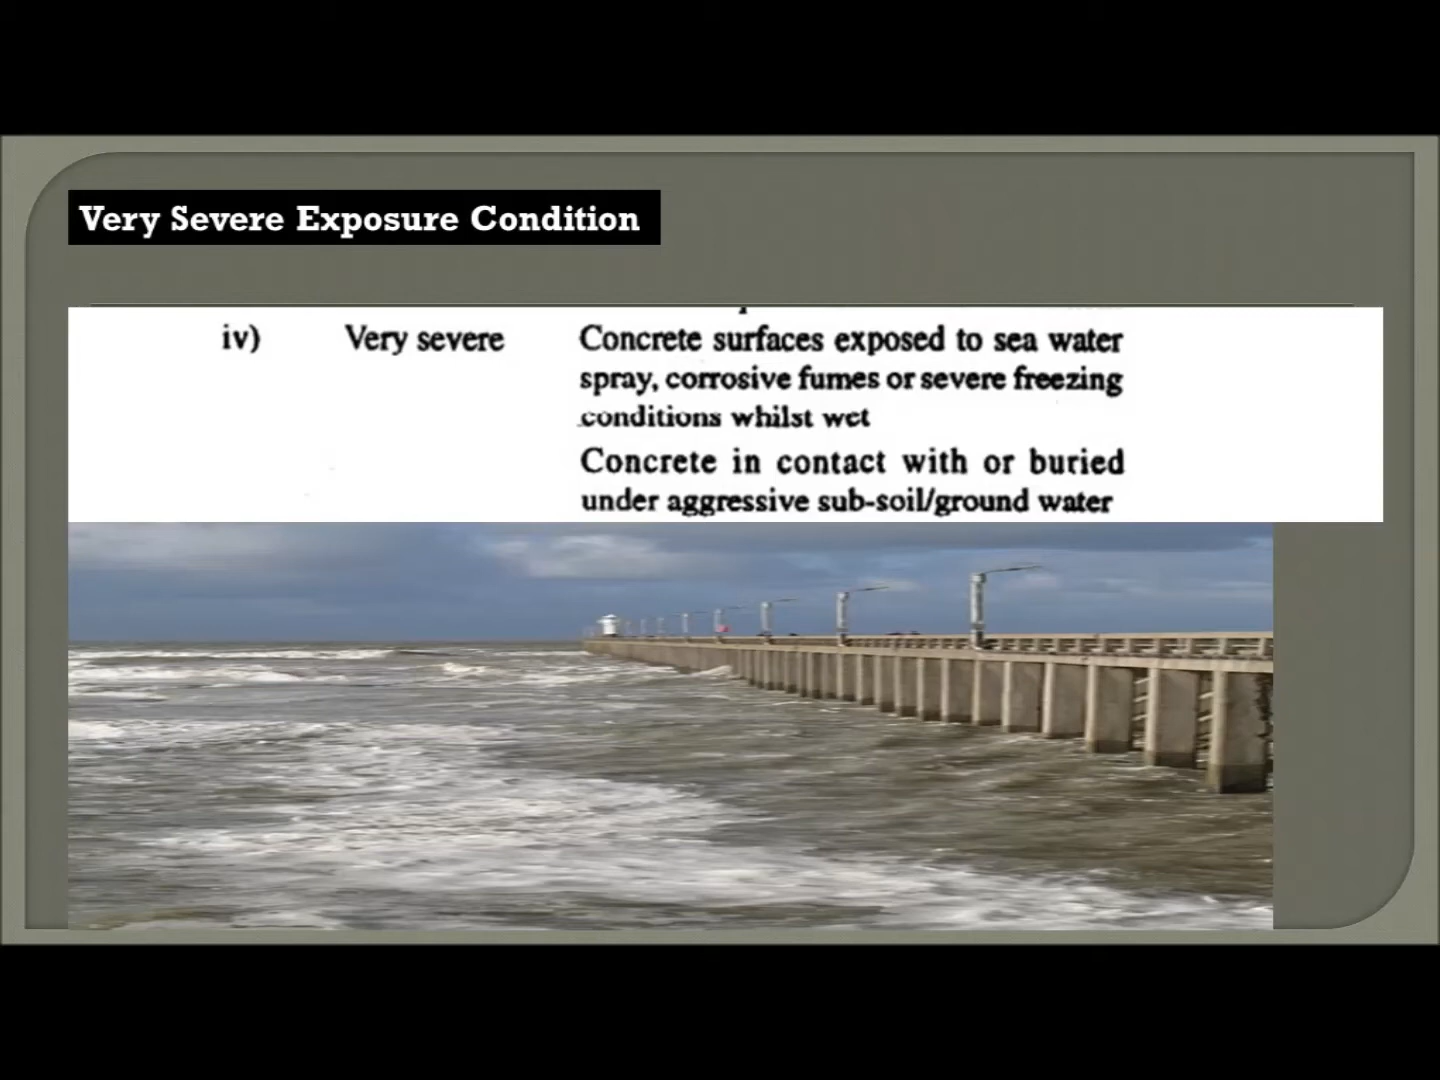 Very Severe Exposure Condition
iv) Very severe Concrete surfaces exposed to sea water
spray, corrosive fumes or severe freezing
conditions whilst wet
Concrete in contact with or buried
under aggressive sub-soil/ground water